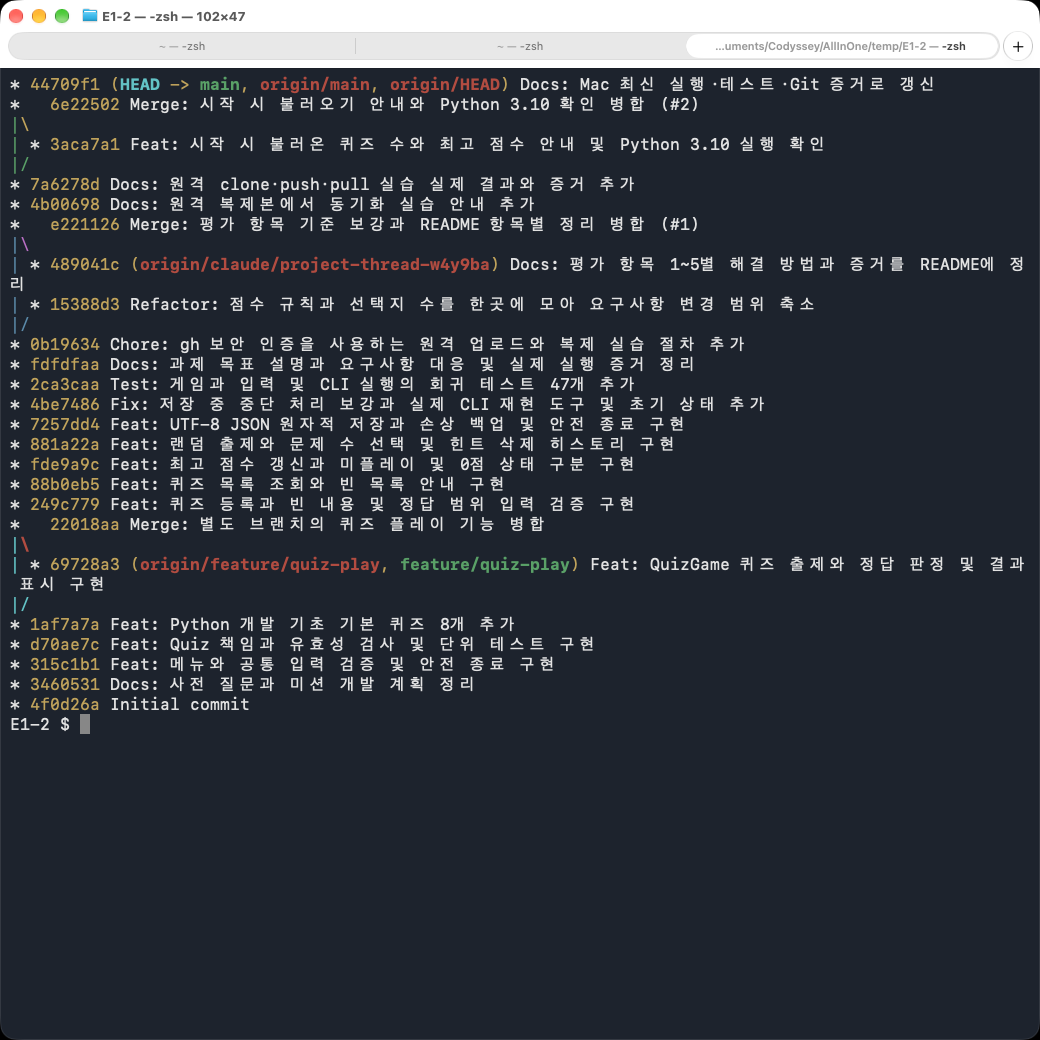 E1-2 — -zsh — 102×47
~ — -zsh
~ — -zsh
...uments/Codyssey/AllInOne/temp/E1-2 — -zsh
+
* 44709f1 (HEAD -> main, origin/main, origin/HEAD) Docs: Mac 최신 실행·테스트·Git 증거로 갱신
*   6e22502 Merge: 시작 시 불러오기 안내와 Python 3.10 확인 병합 (#2)
|\
| * 3aca7a1 Feat: 시작 시 불러온 퀴즈 수와 최고 점수 안내 및 Python 3.10 실행 확인
|/
* 7a6278d Docs: 원격 clone·push·pull 실습 실제 결과와 증거 추가
* 4b00698 Docs: 원격 복제본에서 동기화 실습 안내 추가
*   e221126 Merge: 평가 항목 기준 보강과 README 항목별 정리 병합 (#1)
|\
| * 489041c (origin/claude/project-thread-w4y9ba) Docs: 평가 항목 1~5별 해결 방법과 증거를 README에 정
리
| * 15388d3 Refactor: 점수 규칙과 선택지 수를 한곳에 모아 요구사항 변경 범위 축소
|/
* 0b19634 Chore: gh 보안 인증을 사용하는 원격 업로드와 복제 실습 절차 추가
* fdfdfaa Docs: 과제 목표 설명과 요구사항 대응 및 실제 실행 증거 정리
* 2ca3caa Test: 게임과 입력 및 CLI 실행의 회귀 테스트 47개 추가
* 4be7486 Fix: 저장 중 중단 처리 보강과 실제 CLI 재현 도구 및 초기 상태 추가
* 7257dd4 Feat: UTF-8 JSON 원자적 저장과 손상 백업 및 안전 종료 구현
* 881a22a Feat: 랜덤 출제와 문제 수 선택 및 힌트 삭제 히스토리 구현
* fde9a9c Feat: 최고 점수 갱신과 미플레이 및 0점 상태 구분 구현
* 88b0eb5 Feat: 퀴즈 목록 조회와 빈 목록 안내 구현
* 249c779 Feat: 퀴즈 등록과 빈 내용 및 정답 범위 입력 검증 구현
*   22018aa Merge: 별도 브랜치의 퀴즈 플레이 기능 병합
|\
| * 69728a3 (origin/feature/quiz-play, feature/quiz-play) Feat: QuizGame 퀴즈 출제와 정답 판정 및 결과
표시 구현
|/
* 1af7a7a Feat: Python 개발 기초 기본 퀴즈 8개 추가
* d70ae7c Feat: Quiz 책임과 유효성 검사 및 단위 테스트 구현
* 315c1b1 Feat: 메뉴와 공통 입력 검증 및 안전 종료 구현
* 3460531 Docs: 사전 질문과 미션 개발 계획 정리
* 4f0d26a Initial commit
E1-2 $